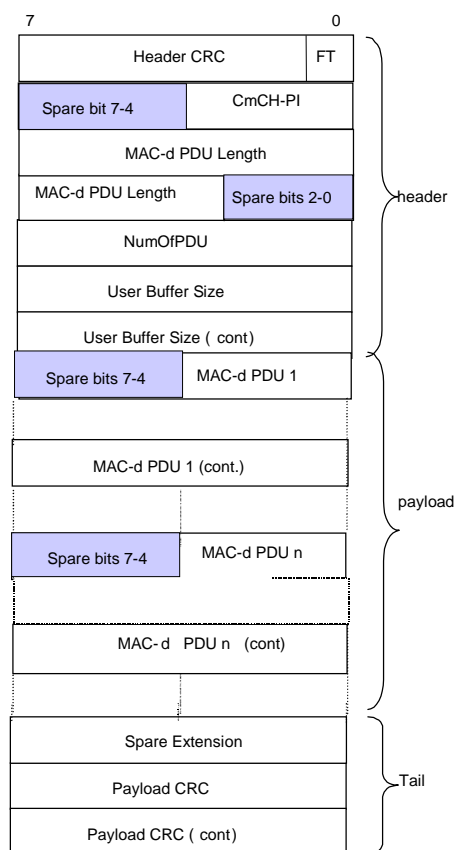 7 0
Header CRC FT
Spare bit 7-4 CmCH-PI
MAC-d PDU Length
MAC-d PDU Length Spare bits 2-0
header
NumOfPDU
User Buffer Size
User Buffer Size ( cont)
Spare bits 7-4 MAC-d PDU 1
MAC-d PDU 1 (cont.)
payload
Spare bits 7-4 MAC-d PDU n
MAC- d PDU n (cont)
Spare Extension
Tail
Payload CRC
Payload CRC ( cont)